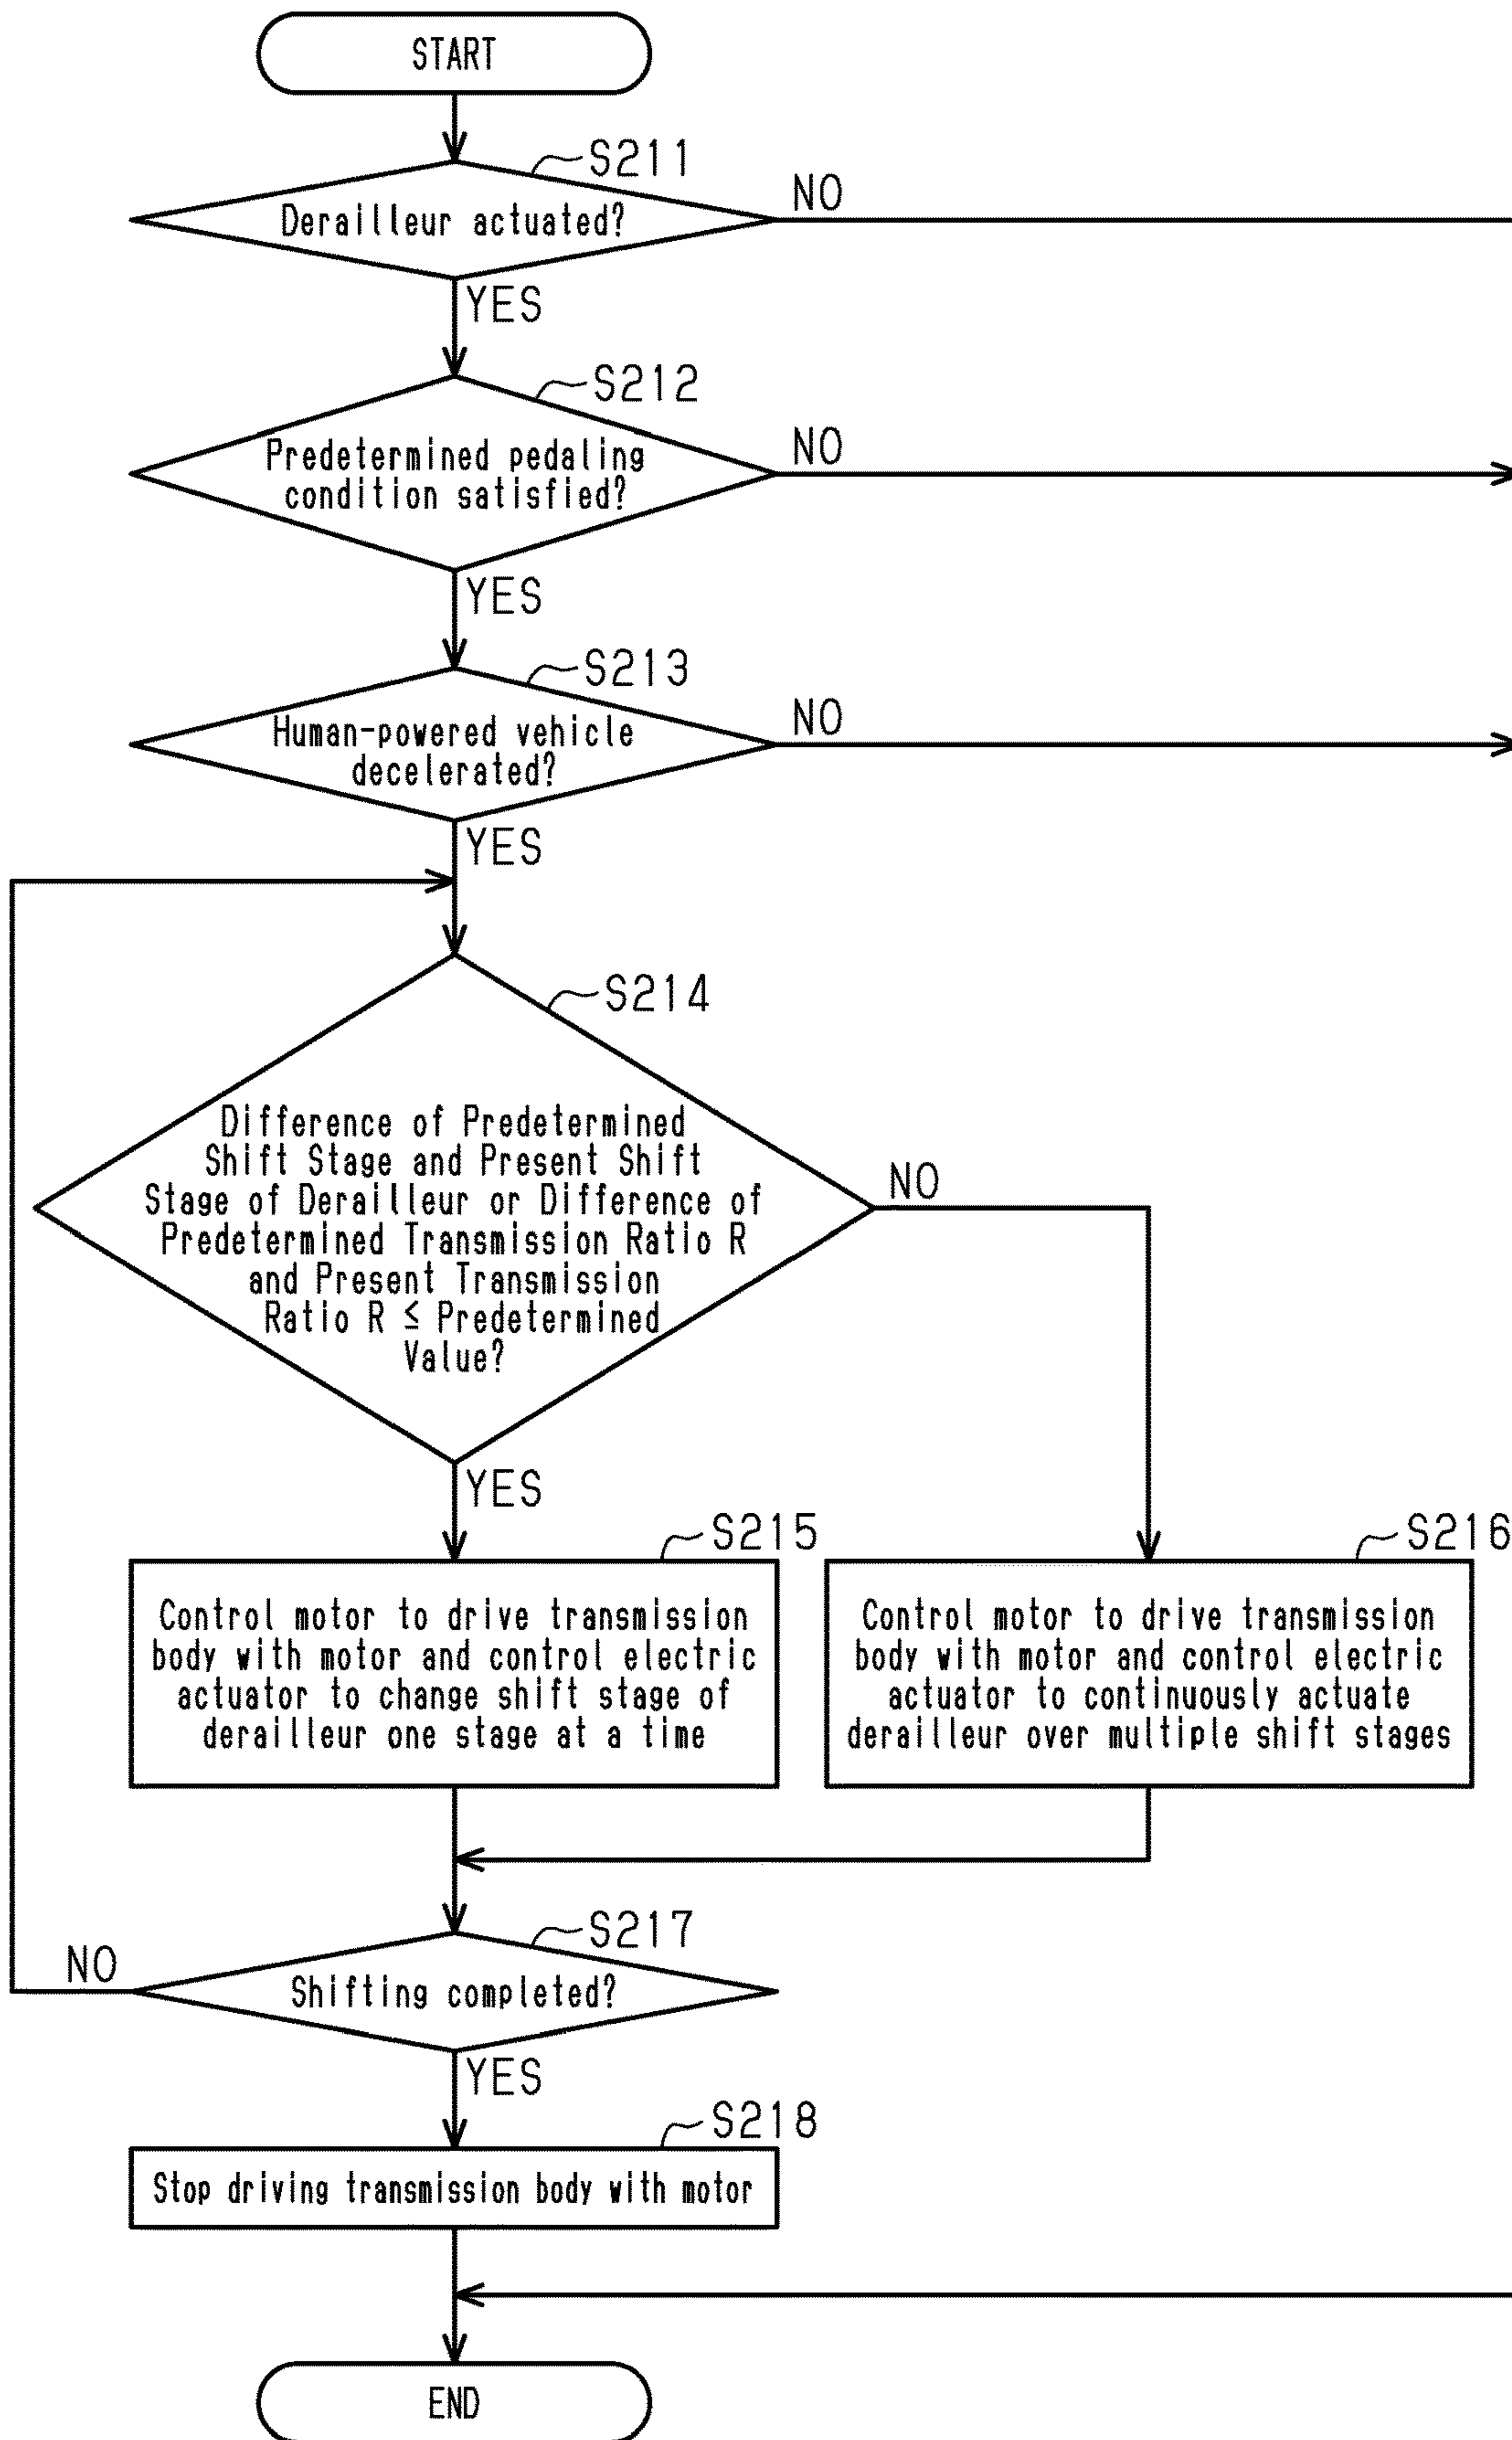 START
S211
Derailleur actuated?
NO
YES
S212
Predetermined pedaling
condition satisfied?
NO
YES
S213
Human-powered vehicle
decelerated?
NO
YES
S214
Difference of Predetermined
Shift Stage and Present Shift
Stage of Derailleur or Difference of
Predetermined Transmission Ratio R
and Present Transmission
Ratio R ≤ Predetermined
Value?
NO
YES
S215
Control motor to drive transmission
body with motor and control electric
actuator to change shift stage of
derailleur one stage at a time
S216
Control motor to drive transmission
body with motor and control electric
actuator to continuously actuate
derailleur over multiple shift stages
S217
NO
Shifting completed?
YES
S218
Stop driving transmission body with motor
END